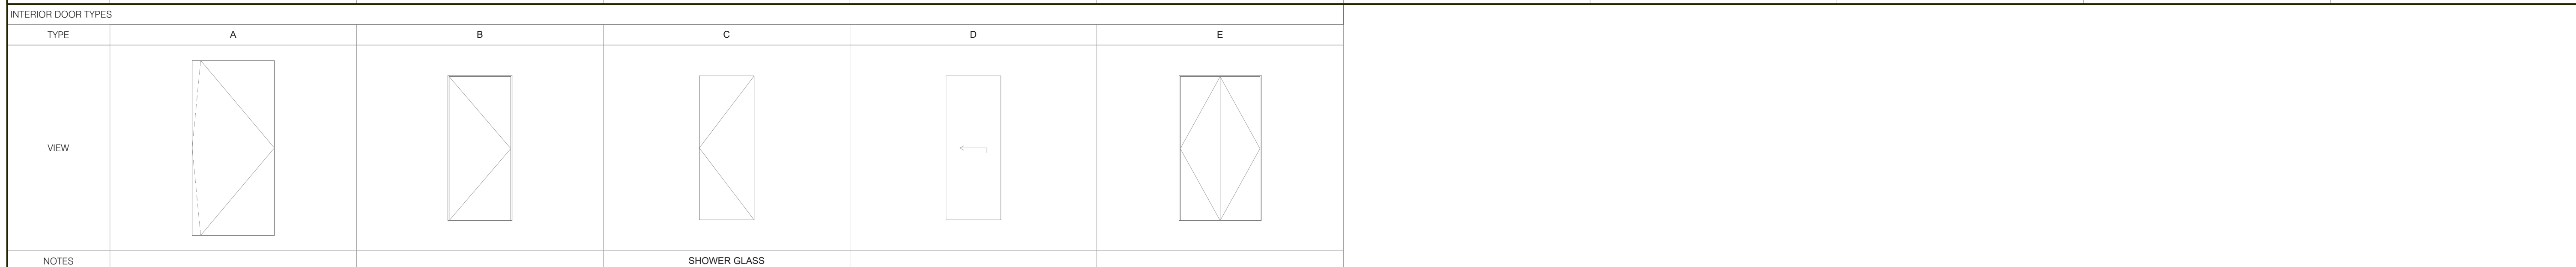 INTERIOR DOOR TYPES
TYPE A B C D E
VIEW
NOTES SHOWER GLASS